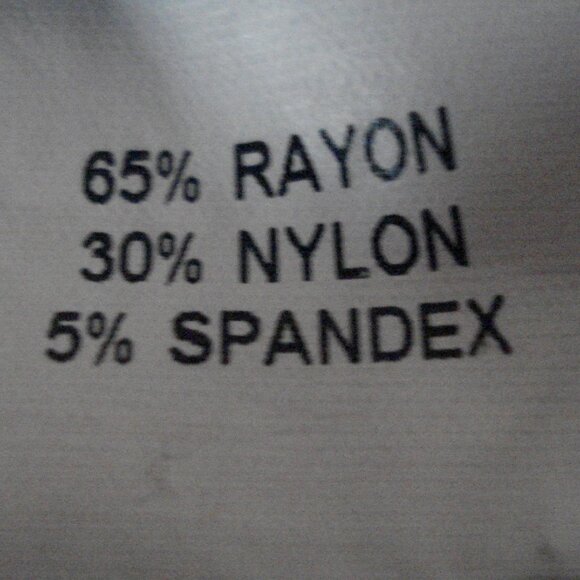 65% RAYON
30% NYLON
5% SPANDEX